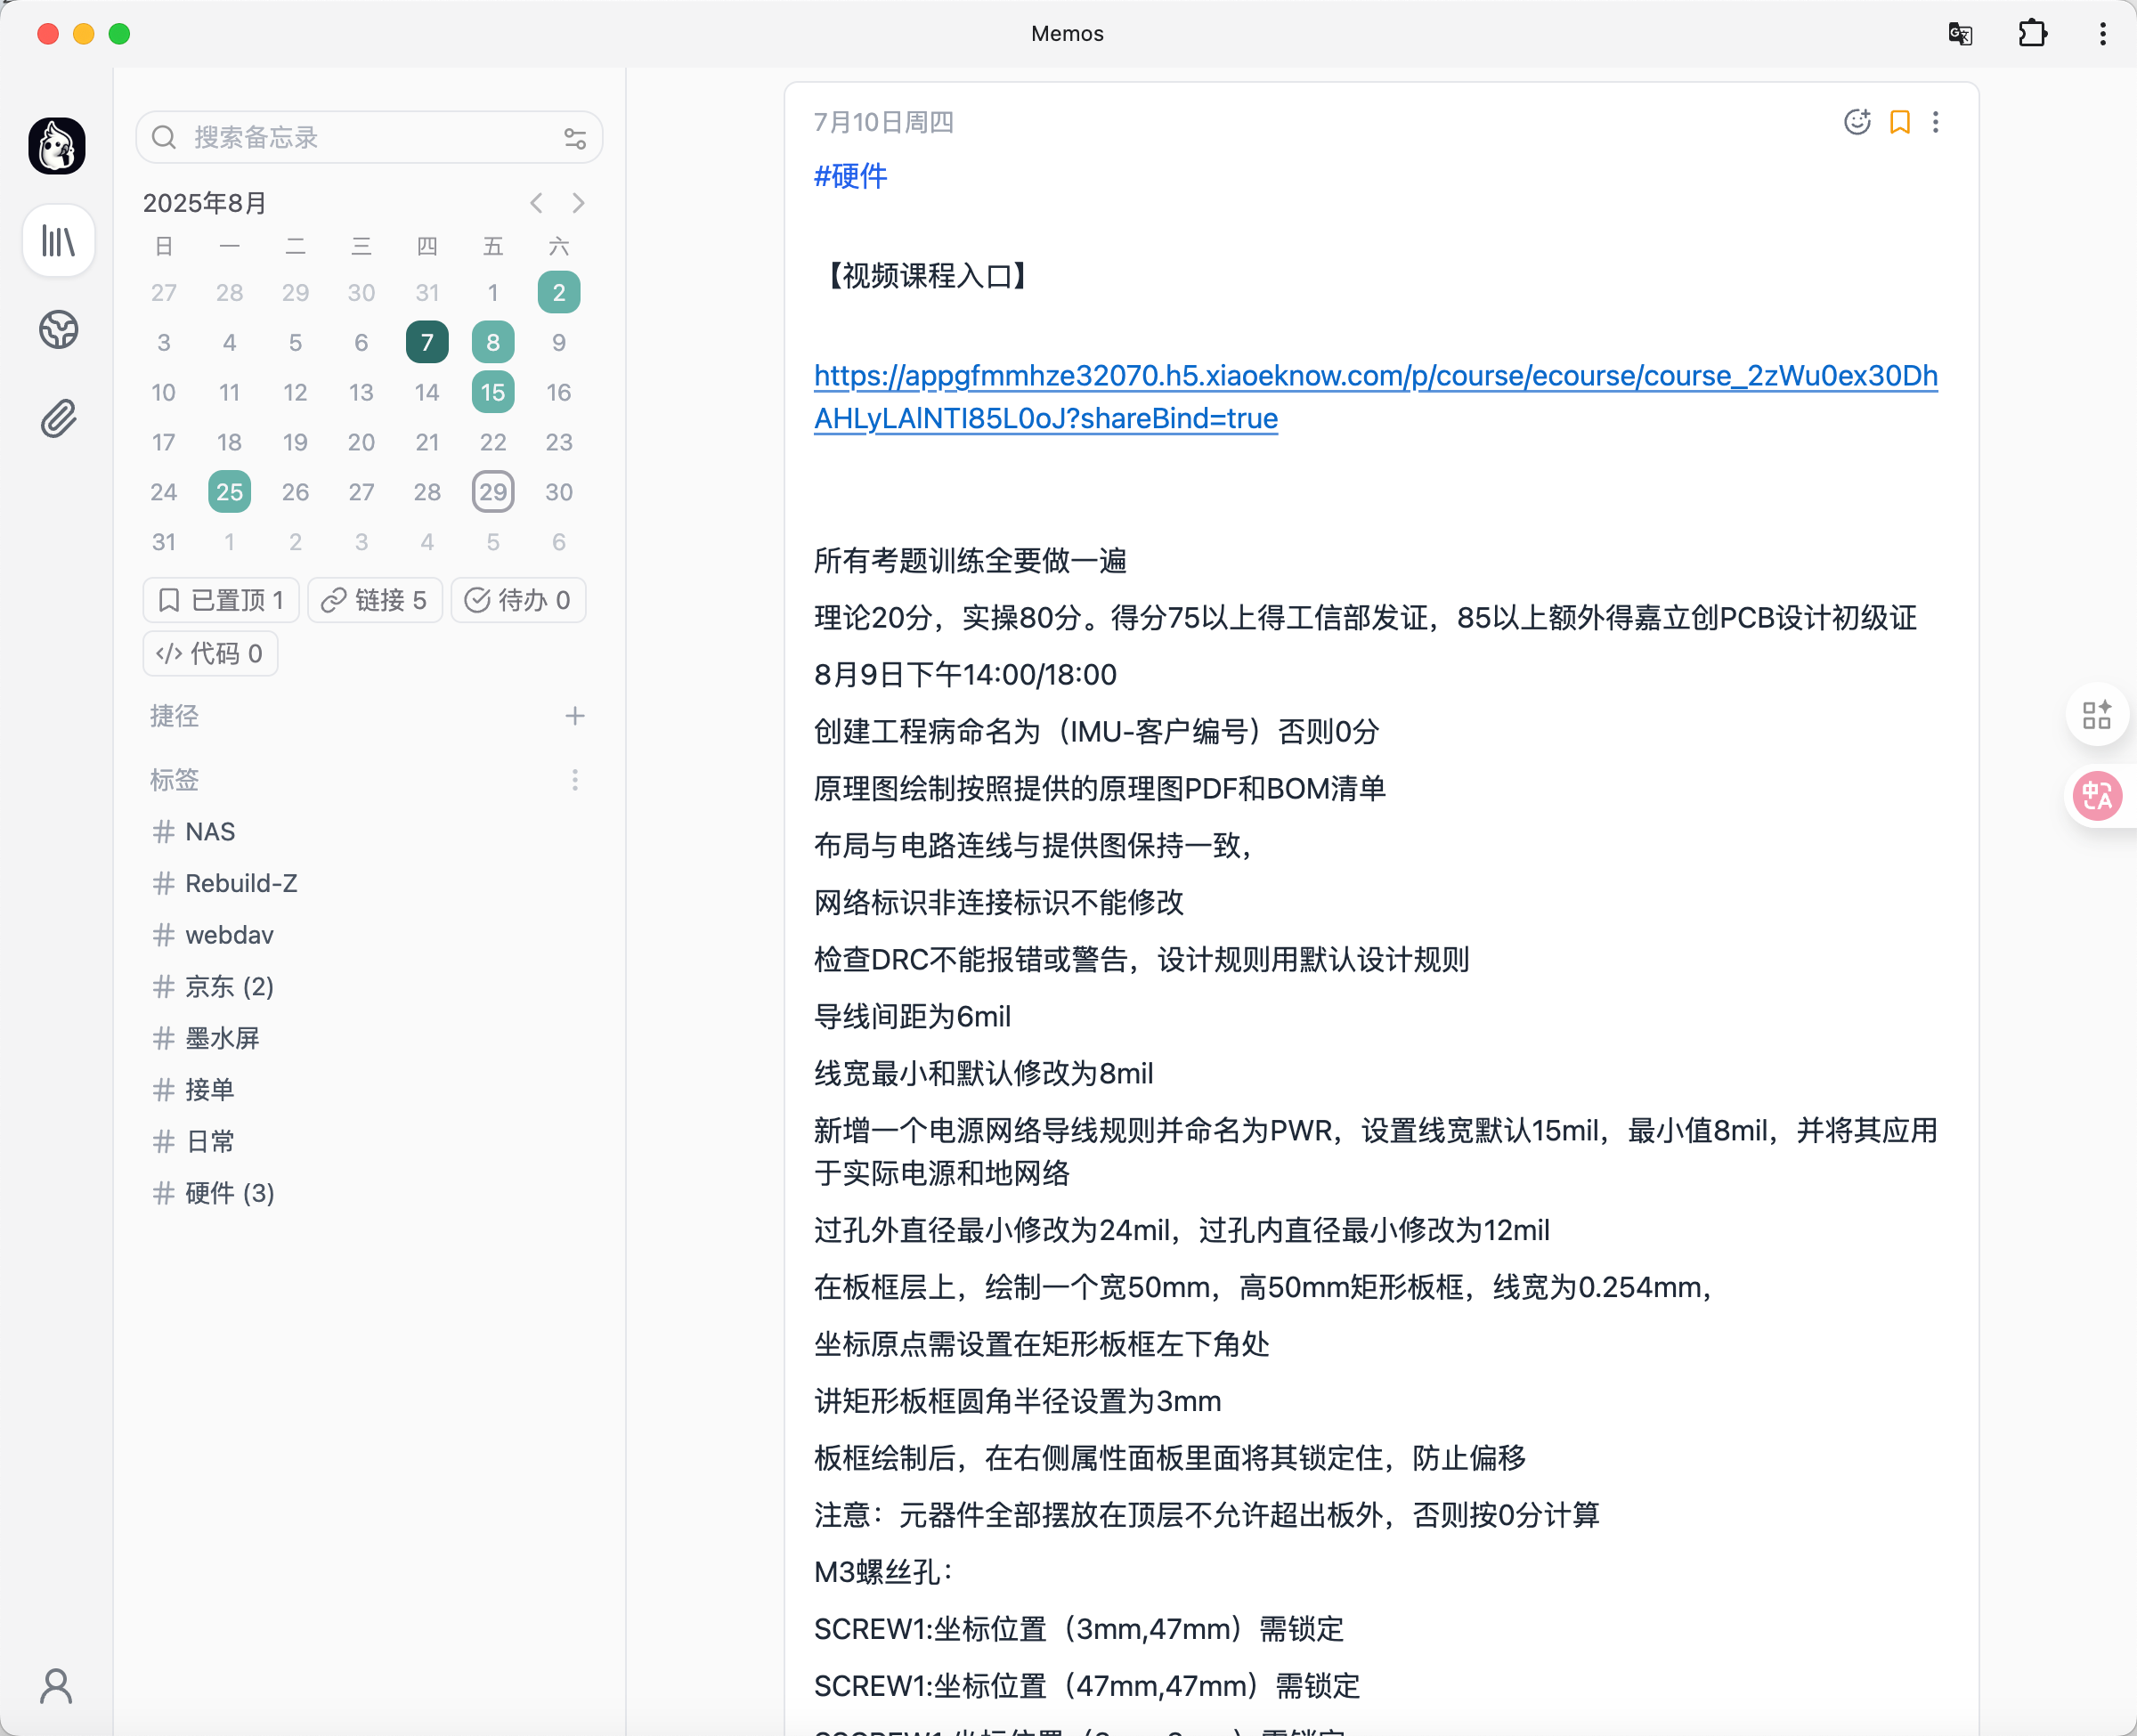 Memos
搜索备忘录
2025年8月
日 一 二 三 四 五 六
27 28 29 30 31 1 2
3 4 5 6 7 8 9
10 11 12 13 14 15 16
17 18 19 20 21 22 23
24 25 26 27 28 29 30
31 1 2 3 4 5 6
已置顶 1 链接 5 待办 0
</> 代码 0
捷径
标签
# NAS
# Rebuild-Z
# webdav
# 京东 (2)
# 墨水屏
# 接单
# 日常
# 硬件 (3)
7月10日周四
#硬件
【视频课程入口】
https://appgfmmhze32070.h5.xiaoeknow.com/p/course/ecourse/course_2zWu0ex30Dh
AHLyLAlNTI85L0oJ?shareBind=true
所有考题训练全要做一遍
理论20分，实操80分。得分75以上得工信部发证，85以上额外得嘉立创PCB设计初级证
8月9日下午14:00/18:00
创建工程病命名为（IMU-客户编号）否则0分
原理图绘制按照提供的原理图PDF和BOM清单
布局与电路连线与提供图保持一致，
网络标识非连接标识不能修改
检查DRC不能报错或警告，设计规则用默认设计规则
导线间距为6mil
线宽最小和默认修改为8mil
新增一个电源网络导线规则并命名为PWR，设置线宽默认15mil，最小值8mil，并将其应用
于实际电源和地网络
过孔外直径最小修改为24mil，过孔内直径最小修改为12mil
在板框层上，绘制一个宽50mm，高50mm矩形板框，线宽为0.254mm，
坐标原点需设置在矩形板框左下角处
讲矩形板框圆角半径设置为3mm
板框绘制后，在右侧属性面板里面将其锁定住，防止偏移
注意：元器件全部摆放在顶层不允许超出板外，否则按0分计算
M3螺丝孔：
SCREW1:坐标位置（3mm,47mm）需锁定
SCREW1:坐标位置（47mm,47mm）需锁定